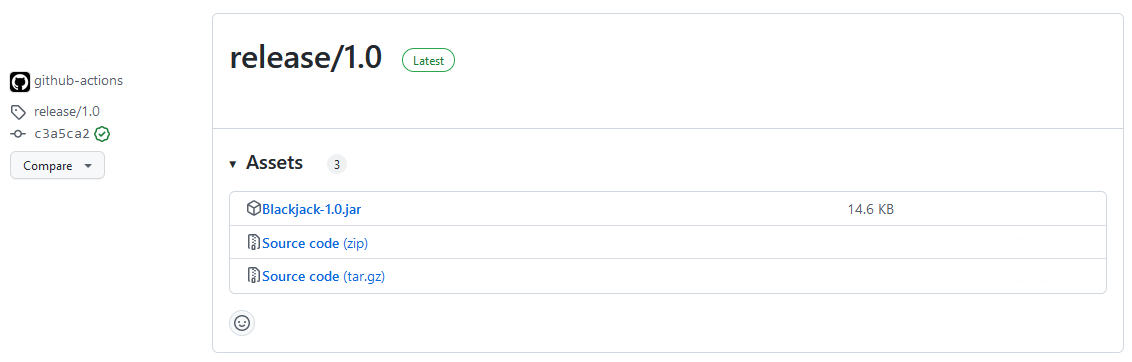 github-actions
release/1.0
c3a5ca2
Compare
release/1.0 Latest
Assets 3
Blackjack-1.0.jar 14.6 KB
Source code (zip)
Source code (tar.gz)